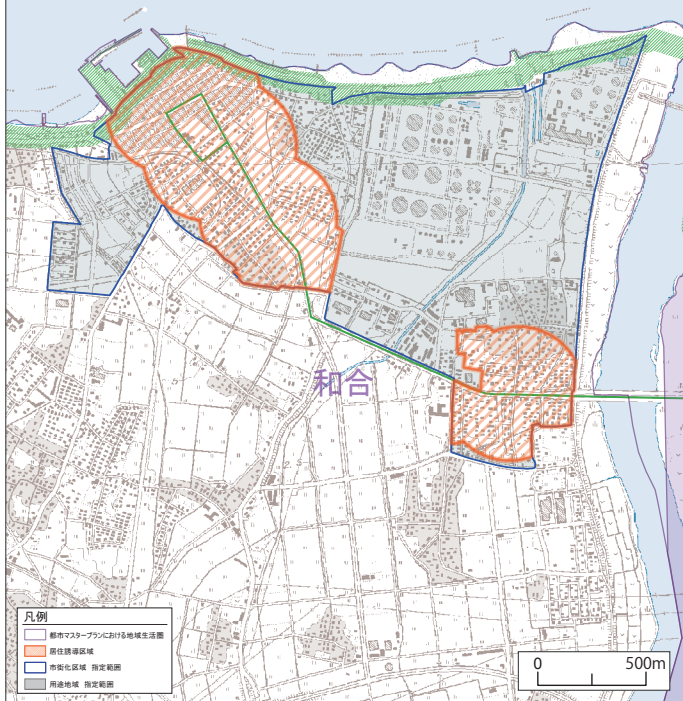 和合
凡例
都市マスタープランにおける地域生活圏
居住誘導区域
市街化区域 指定範囲
用途地域 指定範囲
0 500m